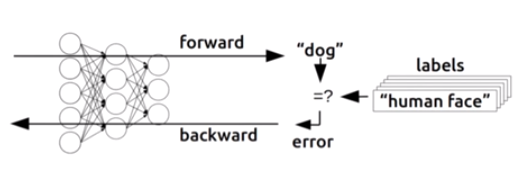 forward
"dog"
labels
=?
"human face"
backward
error